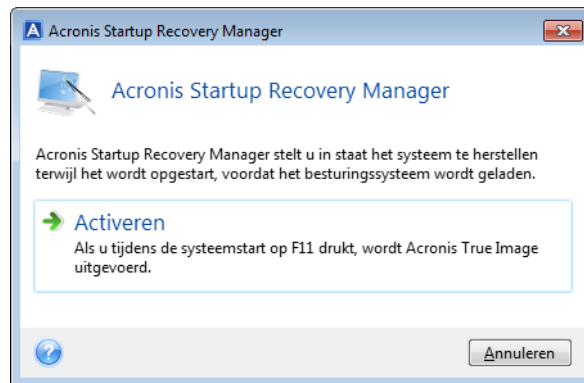 Acronis Startup Recovery Manager
Acronis Startup Recovery Manager
Acronis Startup Recovery Manager stelt u in staat het systeem te herstellen
terwijl het wordt opgestart, voordat het besturingssysteem wordt geladen.
Activeren
Als u tijdens de systeemstart op F11 drukt, wordt Acronis True Image
uitgevoerd.
Annuleren